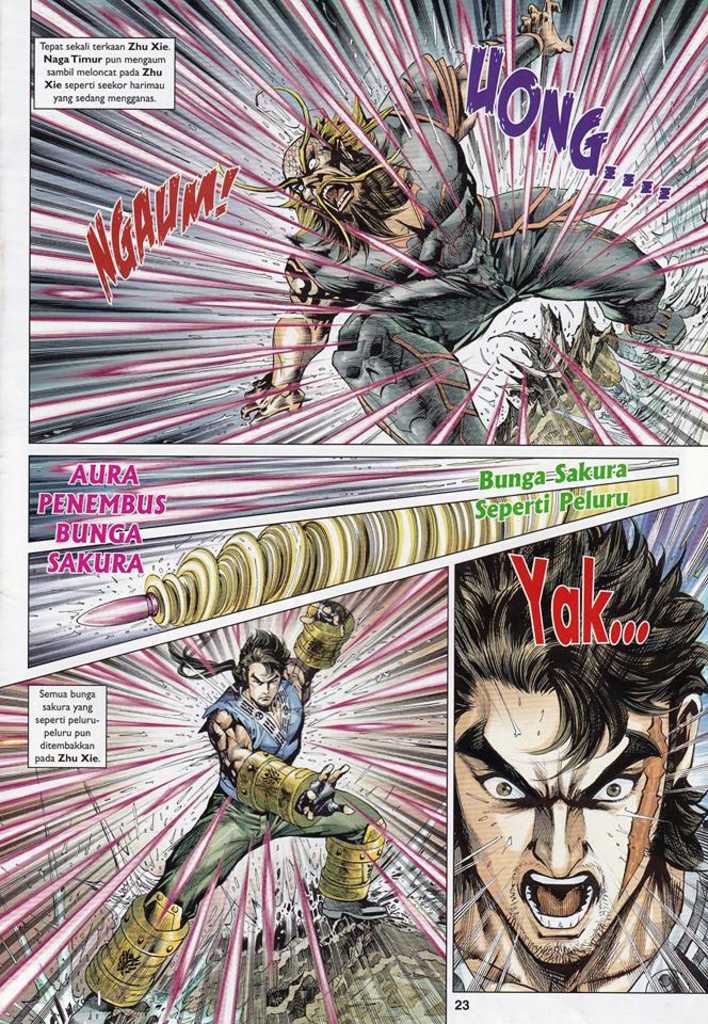 Tepat sekali terkaan Zhu Xie.
Naga Timur pun mengaum
sambil meloncat pada Zhu
Xie seperti seekor harimau
yang sedang mengganas.
UONG....
NGAUM!
AURA
PENEMBUS
BUNGA
SAKURA
Bunga Sakura
Seperti Peluru
Yak...
Semua bunga
sakura yang
seperti peluru-
peluru pun
ditembakkan
pada Zhu Xie.
23